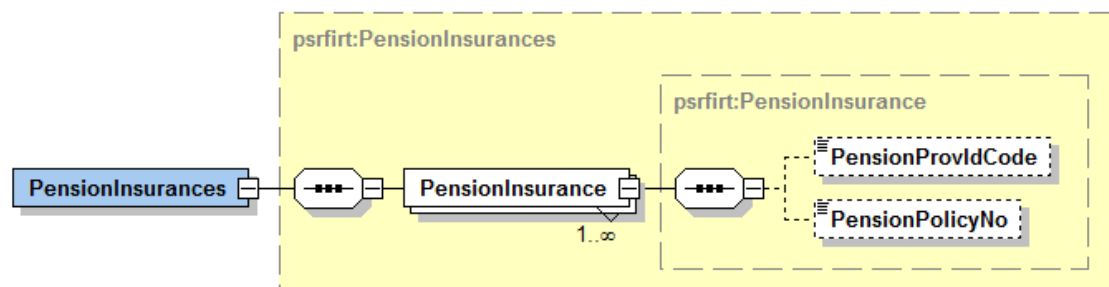 psrfirt:PensionInsurances
psrfirt:PensionInsurance
PensionInsurances
PensionInsurance
1..∞
PensionProvIdCode
PensionPolicyNo